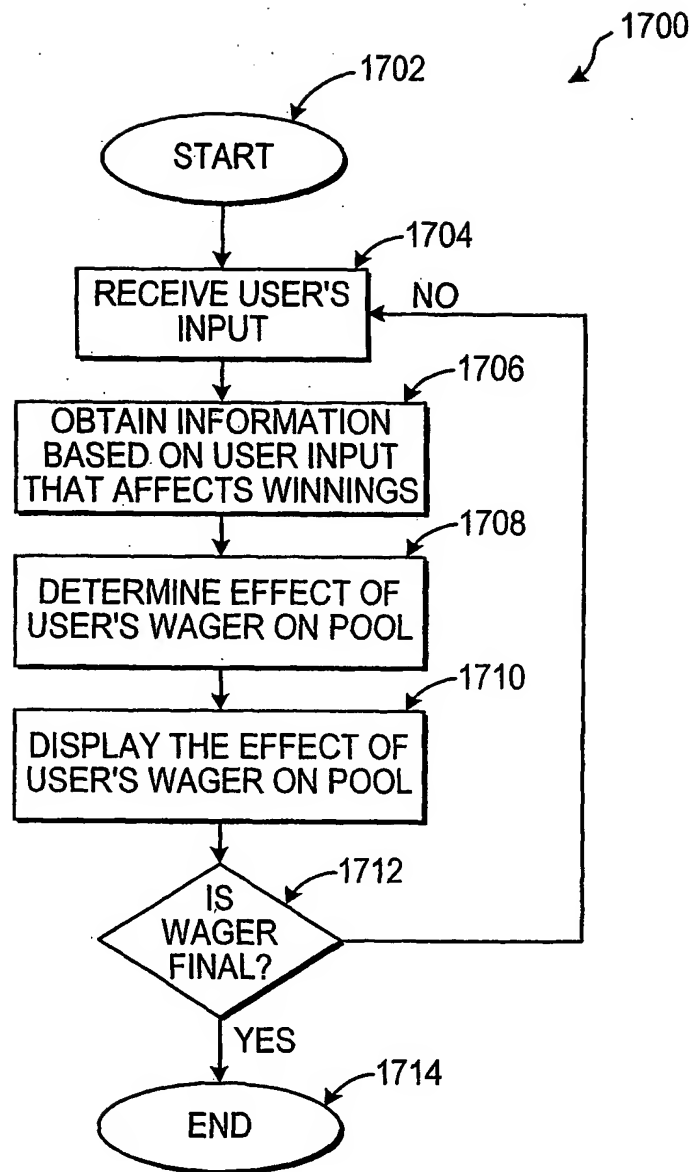 1700
1702
START
1704
RECEIVE USER'S
INPUT
NO
1706
OBTAIN INFORMATION
BASED ON USER INPUT
THAT AFFECTS WINNINGS
1708
DETERMINE EFFECT OF
USER'S WAGER ON POOL
1710
DISPLAY THE EFFECT OF
USER'S WAGER ON POOL
1712
IS
WAGER
FINAL?
YES
1714
END